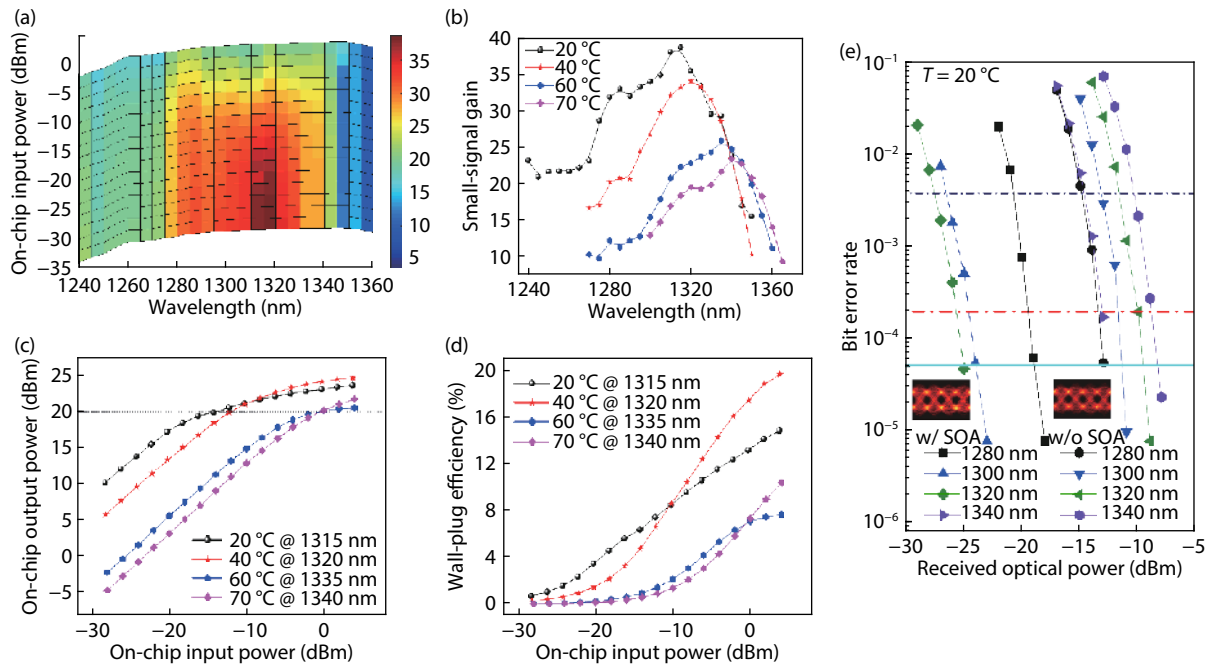 (a)
On-chip input power (dBm)
0
−5
−10
−15
−20
−25
−30
−35
1240 1260 1280 1300 1320 1340 1360
Wavelength (nm)
35
30
25
20
15
10
5
(b)
Small-signal gain
40
35
30
25
20
15
10
20 °C
40 °C
60 °C
70 °C
1240 1260 1280 1300 1320 1340 1360
Wavelength (nm)
(c)
On-chip output power (dBm)
25
20
15
10
5
0
−5
20 °C @ 1315 nm
40 °C @ 1320 nm
60 °C @ 1335 nm
70 °C @ 1340 nm
−30 −20 −10 0
On-chip input power (dBm)
(d)
Wall-plug efficiency (%)
20
16
12
8
4
0
20 °C @ 1315 nm
40 °C @ 1320 nm
60 °C @ 1335 nm
70 °C @ 1340 nm
−30 −20 −10 0
On-chip input power (dBm)
(e)
Bit error rate
10−1
10−2
10−3
10−4
10−5
10−6
T = 20 °C
w/ SOA w/o SOA
1280 nm 1280 nm
1300 nm 1300 nm
1320 nm 1320 nm
1340 nm 1340 nm
−30 −25 −20 −15 −10 −5
Received optical power (dBm)